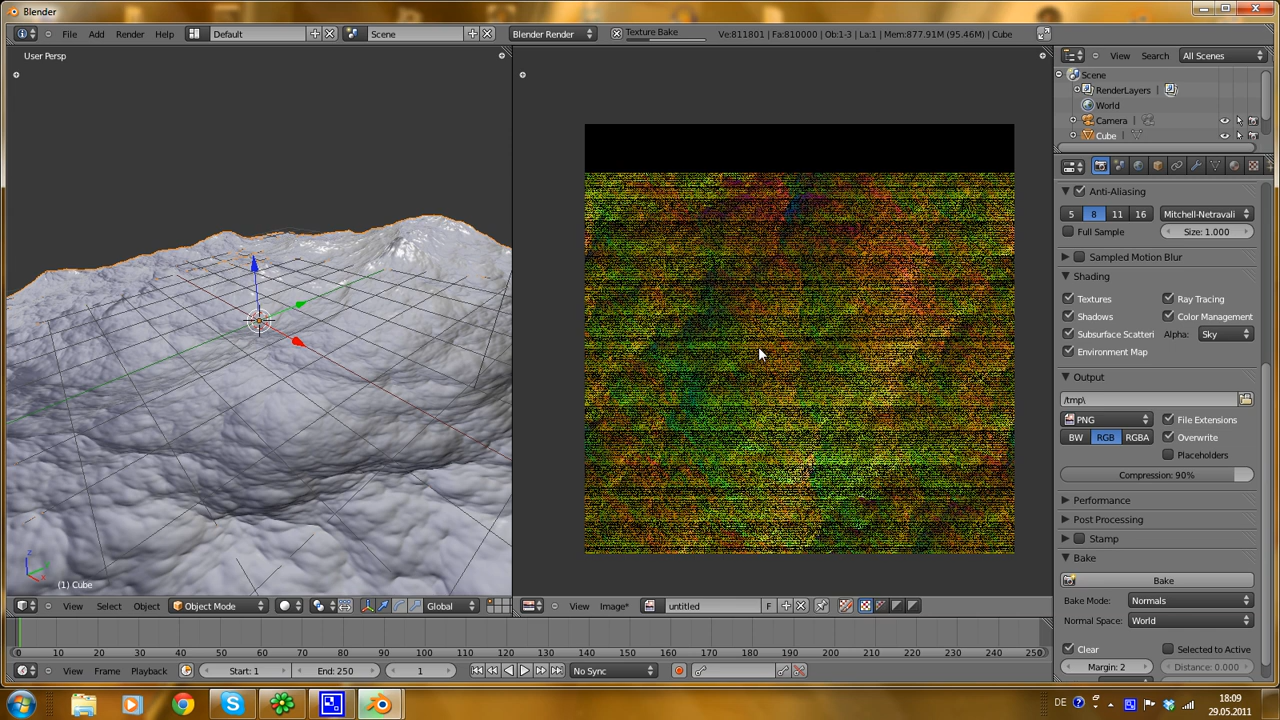 Blender
File Add Render Help Default Scene Blender Render Texture Bake Ve:811801 | Fa:810000 | Ob:1-3 | La:1 | Mem:877.91M (95.46M) | Cube
User Persp
View Search All Scenes
Scene
RenderLayers |
World
Camera |
Cube |
Anti-Aliasing
5 8 11 16 Mitchell-Netravali
Full Sample Size: 1.000
Sampled Motion Blur
Shading
Textures Ray Tracing
Shadows Color Management
Subsurface Scatteri Alpha: Sky
Environment Map
Output
/tmp\
PNG File Extensions
BW RGB RGBA Overwrite
Placeholders
Compression: 90%
Performance
Post Processing
Stamp
Bake
Bake
Bake Mode: Normals
Normal Space: World
Clear Selected to Active
Margin: 2 Distance: 0.000
(1) Cube
View Select Object Object Mode Global
View Image* untitled F
0 10 20 30 40 50 60 70 80 90 100 110 120 130 140 150 160 170 180 190 200 210 220 230 240 250
View Frame Playback Start: 1 End: 250 1 No Sync
DE 18:09
29.05.2011